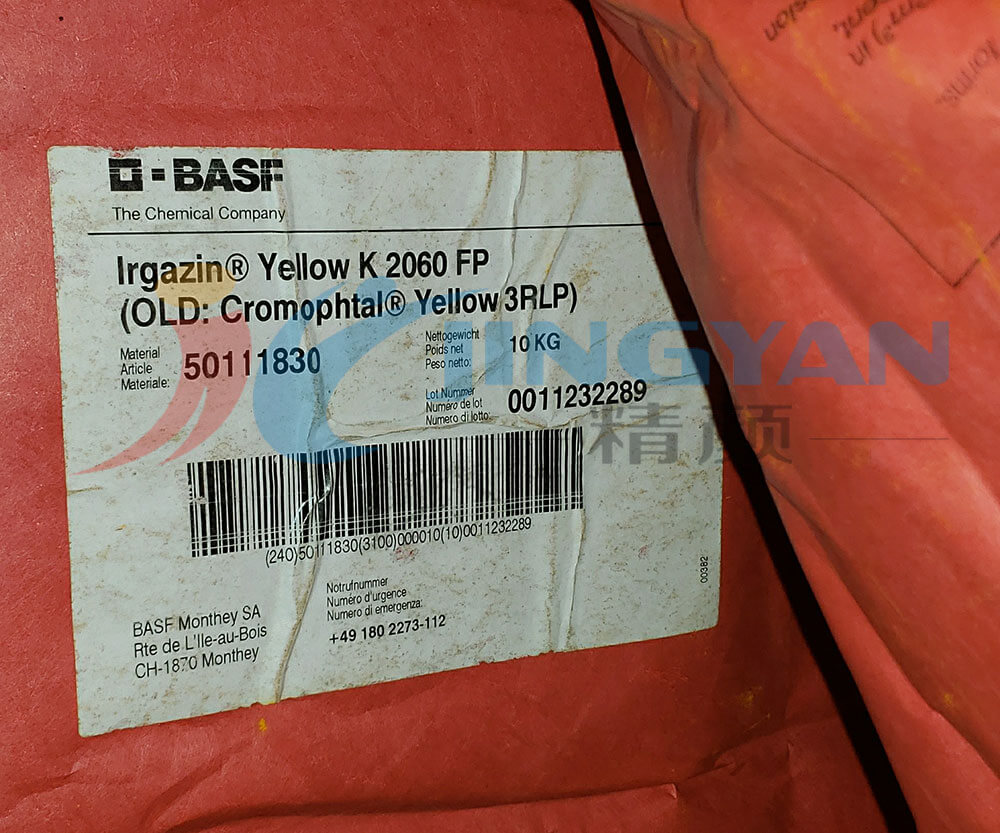 BASF
The Chemical Company
Irgazin® Yellow K 2060 FP
(OLD: Cromophtal® Yellow 3RLP)
Material
Article
Materiale:
50111830
Nettogewicht
Poids net
Peso netto:
10 KG
Lot Nummer
Numéro de lot
Numero di lotto:
0011232289
(240)50111830(3100)000010(10)0011232289
00382
BASF Monthey SA
Rte de L'Ile-au-Bois
CH-1870 Monthey
Notrufnummer
Numéro d'urgence
Numero di emergenza:
+49 180 2273-112
JINGYAN
精颜